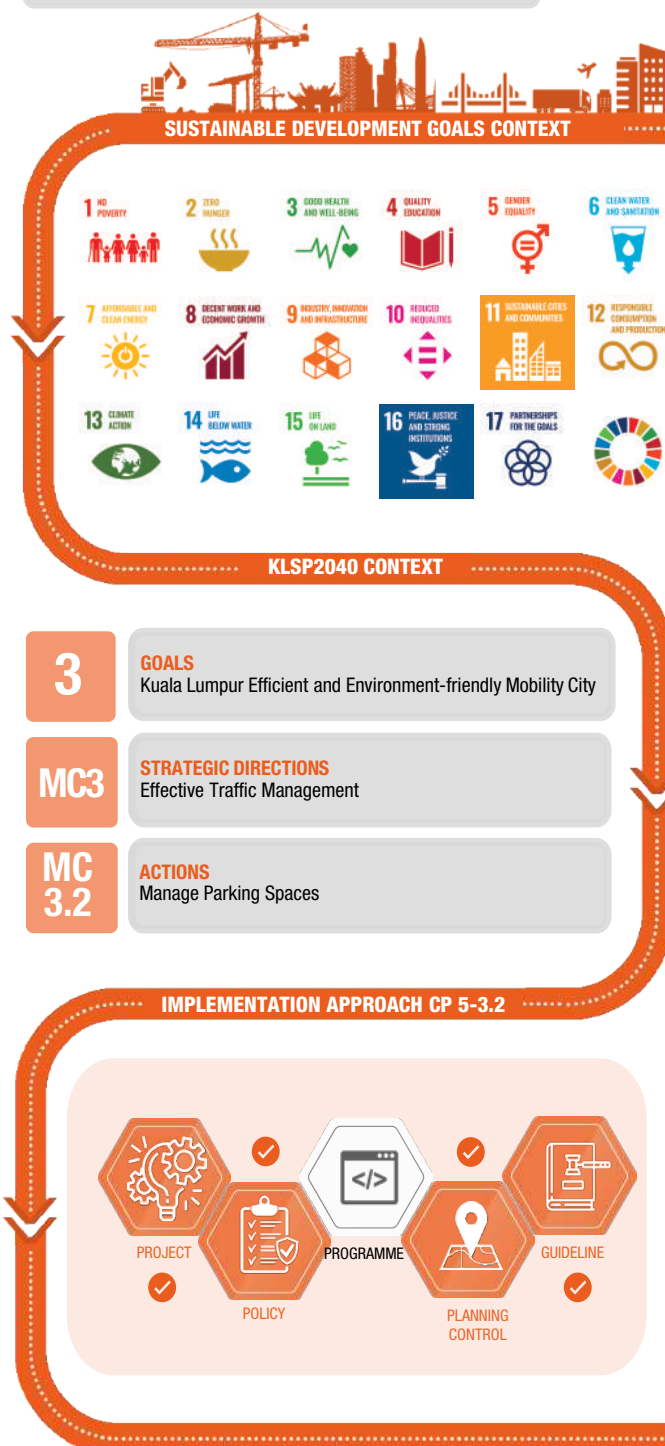 SUSTAINABLE DEVELOPMENT GOALS CONTEXT
1 NO
POVERTY
2 ZERO
HUNGER
3 GOOD HEALTH
AND WELL-BEING
4 QUALITY
EDUCATION
5 GENDER
EQUALITY
6 CLEAN WATER
AND SANITATION
7 AFFORDABLE AND
CLEAN ENERGY
8 DECENT WORK AND
ECONOMIC GROWTH
9 INDUSTRY, INNOVATION
AND INFRASTRUCTURE
10 REDUCED
INEQUALITIES
11 SUSTAINABLE CITIES
AND COMMUNITIES
12 RESPONSIBLE
CONSUMPTION
AND PRODUCTION
13 CLIMATE
ACTION
14 LIFE
BELOW WATER
15 LIFE
ON LAND
16 PEACE, JUSTICE
AND STRONG
INSTITUTIONS
17 PARTNERSHIPS
FOR THE GOALS
KLSP2040 CONTEXT
3
GOALS
Kuala Lumpur Efficient and Environment-friendly Mobility City
MC3
STRATEGIC DIRECTIONS
Effective Traffic Management
MC
3.2
ACTIONS
Manage Parking Spaces
IMPLEMENTATION APPROACH CP 5-3.2
</>
PROJECT
POLICY
PROGRAMME
PLANNING
CONTROL
GUIDELINE